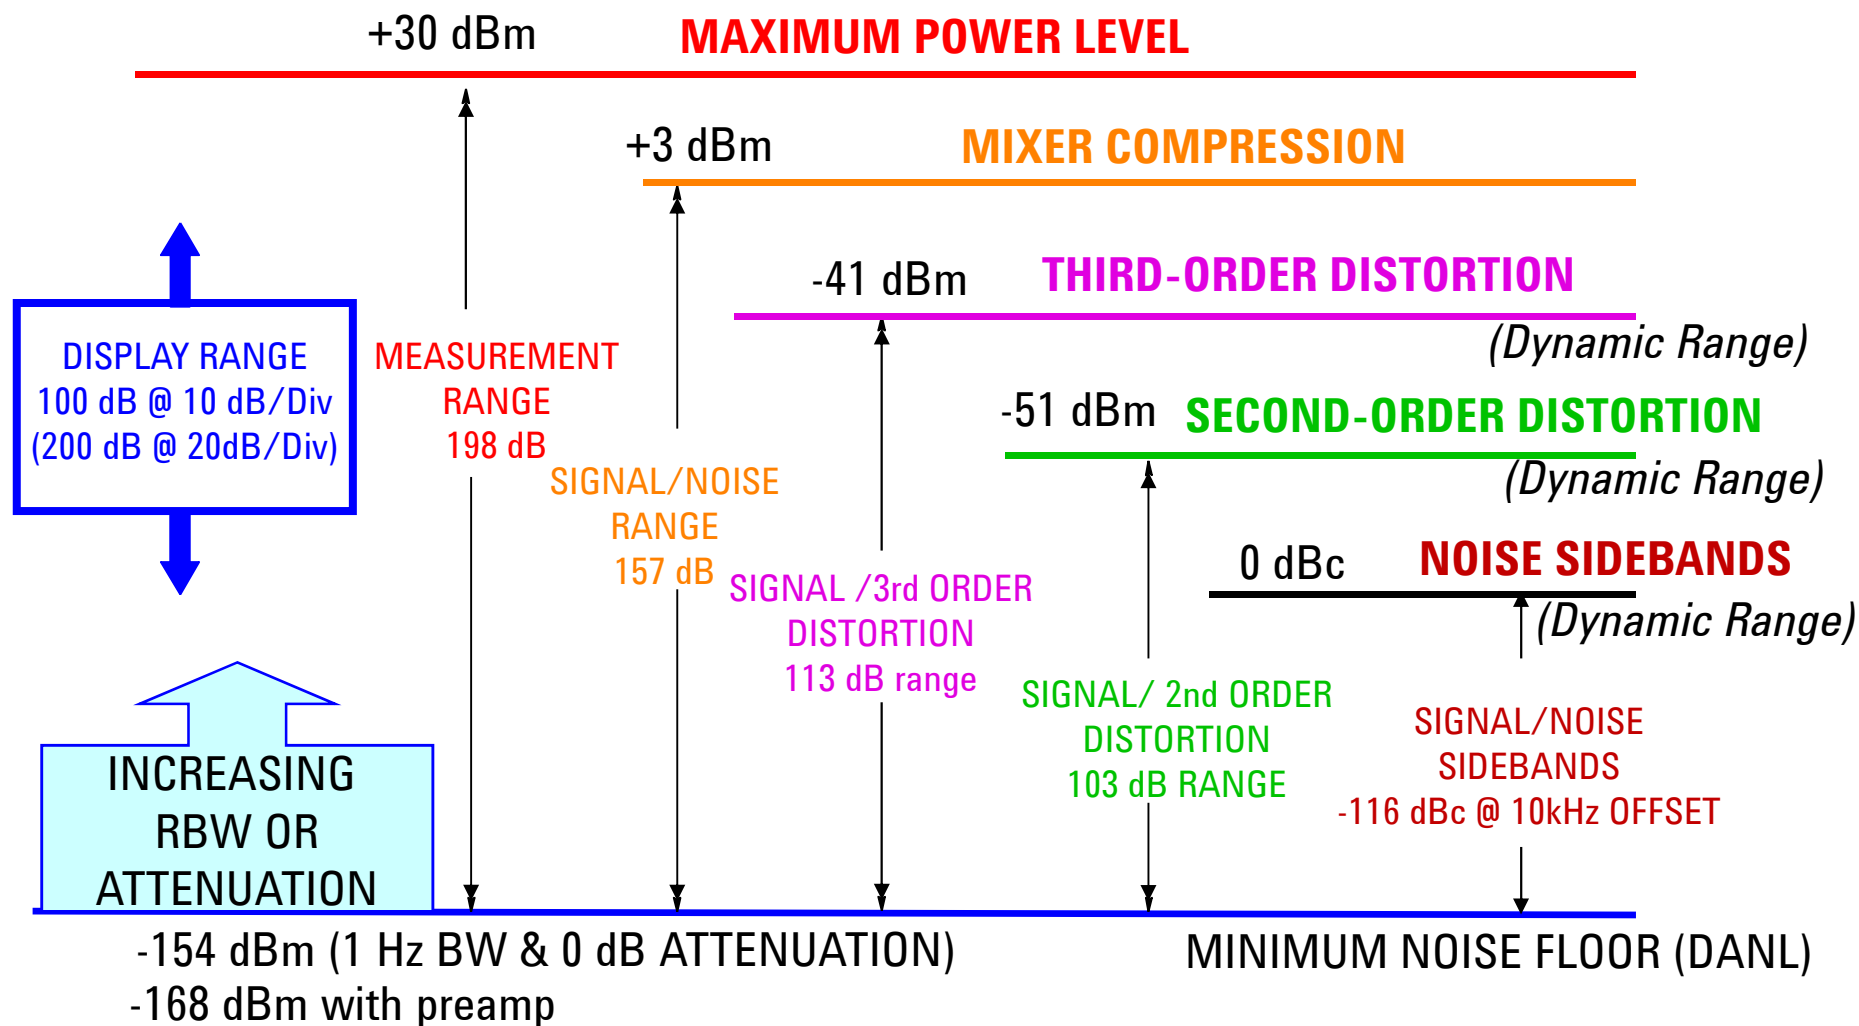 +30 dBm
MAXIMUM POWER LEVEL
+3 dBm
MIXER COMPRESSION
-41 dBm
THIRD-ORDER DISTORTION
(Dynamic Range)
DISPLAY RANGE
100 dB @ 10 dB/Div
(200 dB @ 20dB/Div)
MEASUREMENT
RANGE
198 dB
-51 dBm
SECOND-ORDER DISTORTION
(Dynamic Range)
SIGNAL/NOISE
RANGE
157 dB
0 dBc
NOISE SIDEBANDS
(Dynamic Range)
SIGNAL /3rd ORDER
DISTORTION
113 dB range
SIGNAL/ 2nd ORDER
DISTORTION
103 dB RANGE
SIGNAL/NOISE
SIDEBANDS
-116 dBc @ 10kHz OFFSET
INCREASING
RBW OR
ATTENUATION
-154 dBm (1 Hz BW & 0 dB ATTENUATION)
MINIMUM NOISE FLOOR (DANL)
-168 dBm with preamp